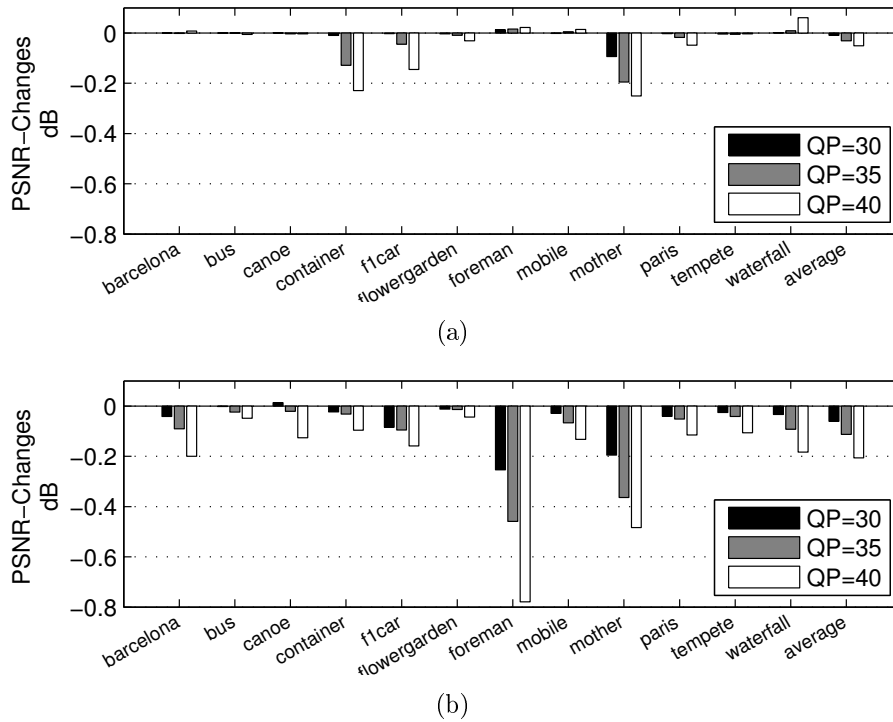 0
−0.2
−0.4
−0.6
−0.8
PSNR−Changes
dB
QP=30
QP=35
QP=40
barcelona
bus
canoe
container
f1car
flowergarden
foreman
mobile
mother
paris
tempete
waterfall
average
(a)
0
−0.2
−0.4
−0.6
−0.8
PSNR−Changes
dB
QP=30
QP=35
QP=40
barcelona
bus
canoe
container
f1car
flowergarden
foreman
mobile
mother
paris
tempete
waterfall
average
(b)